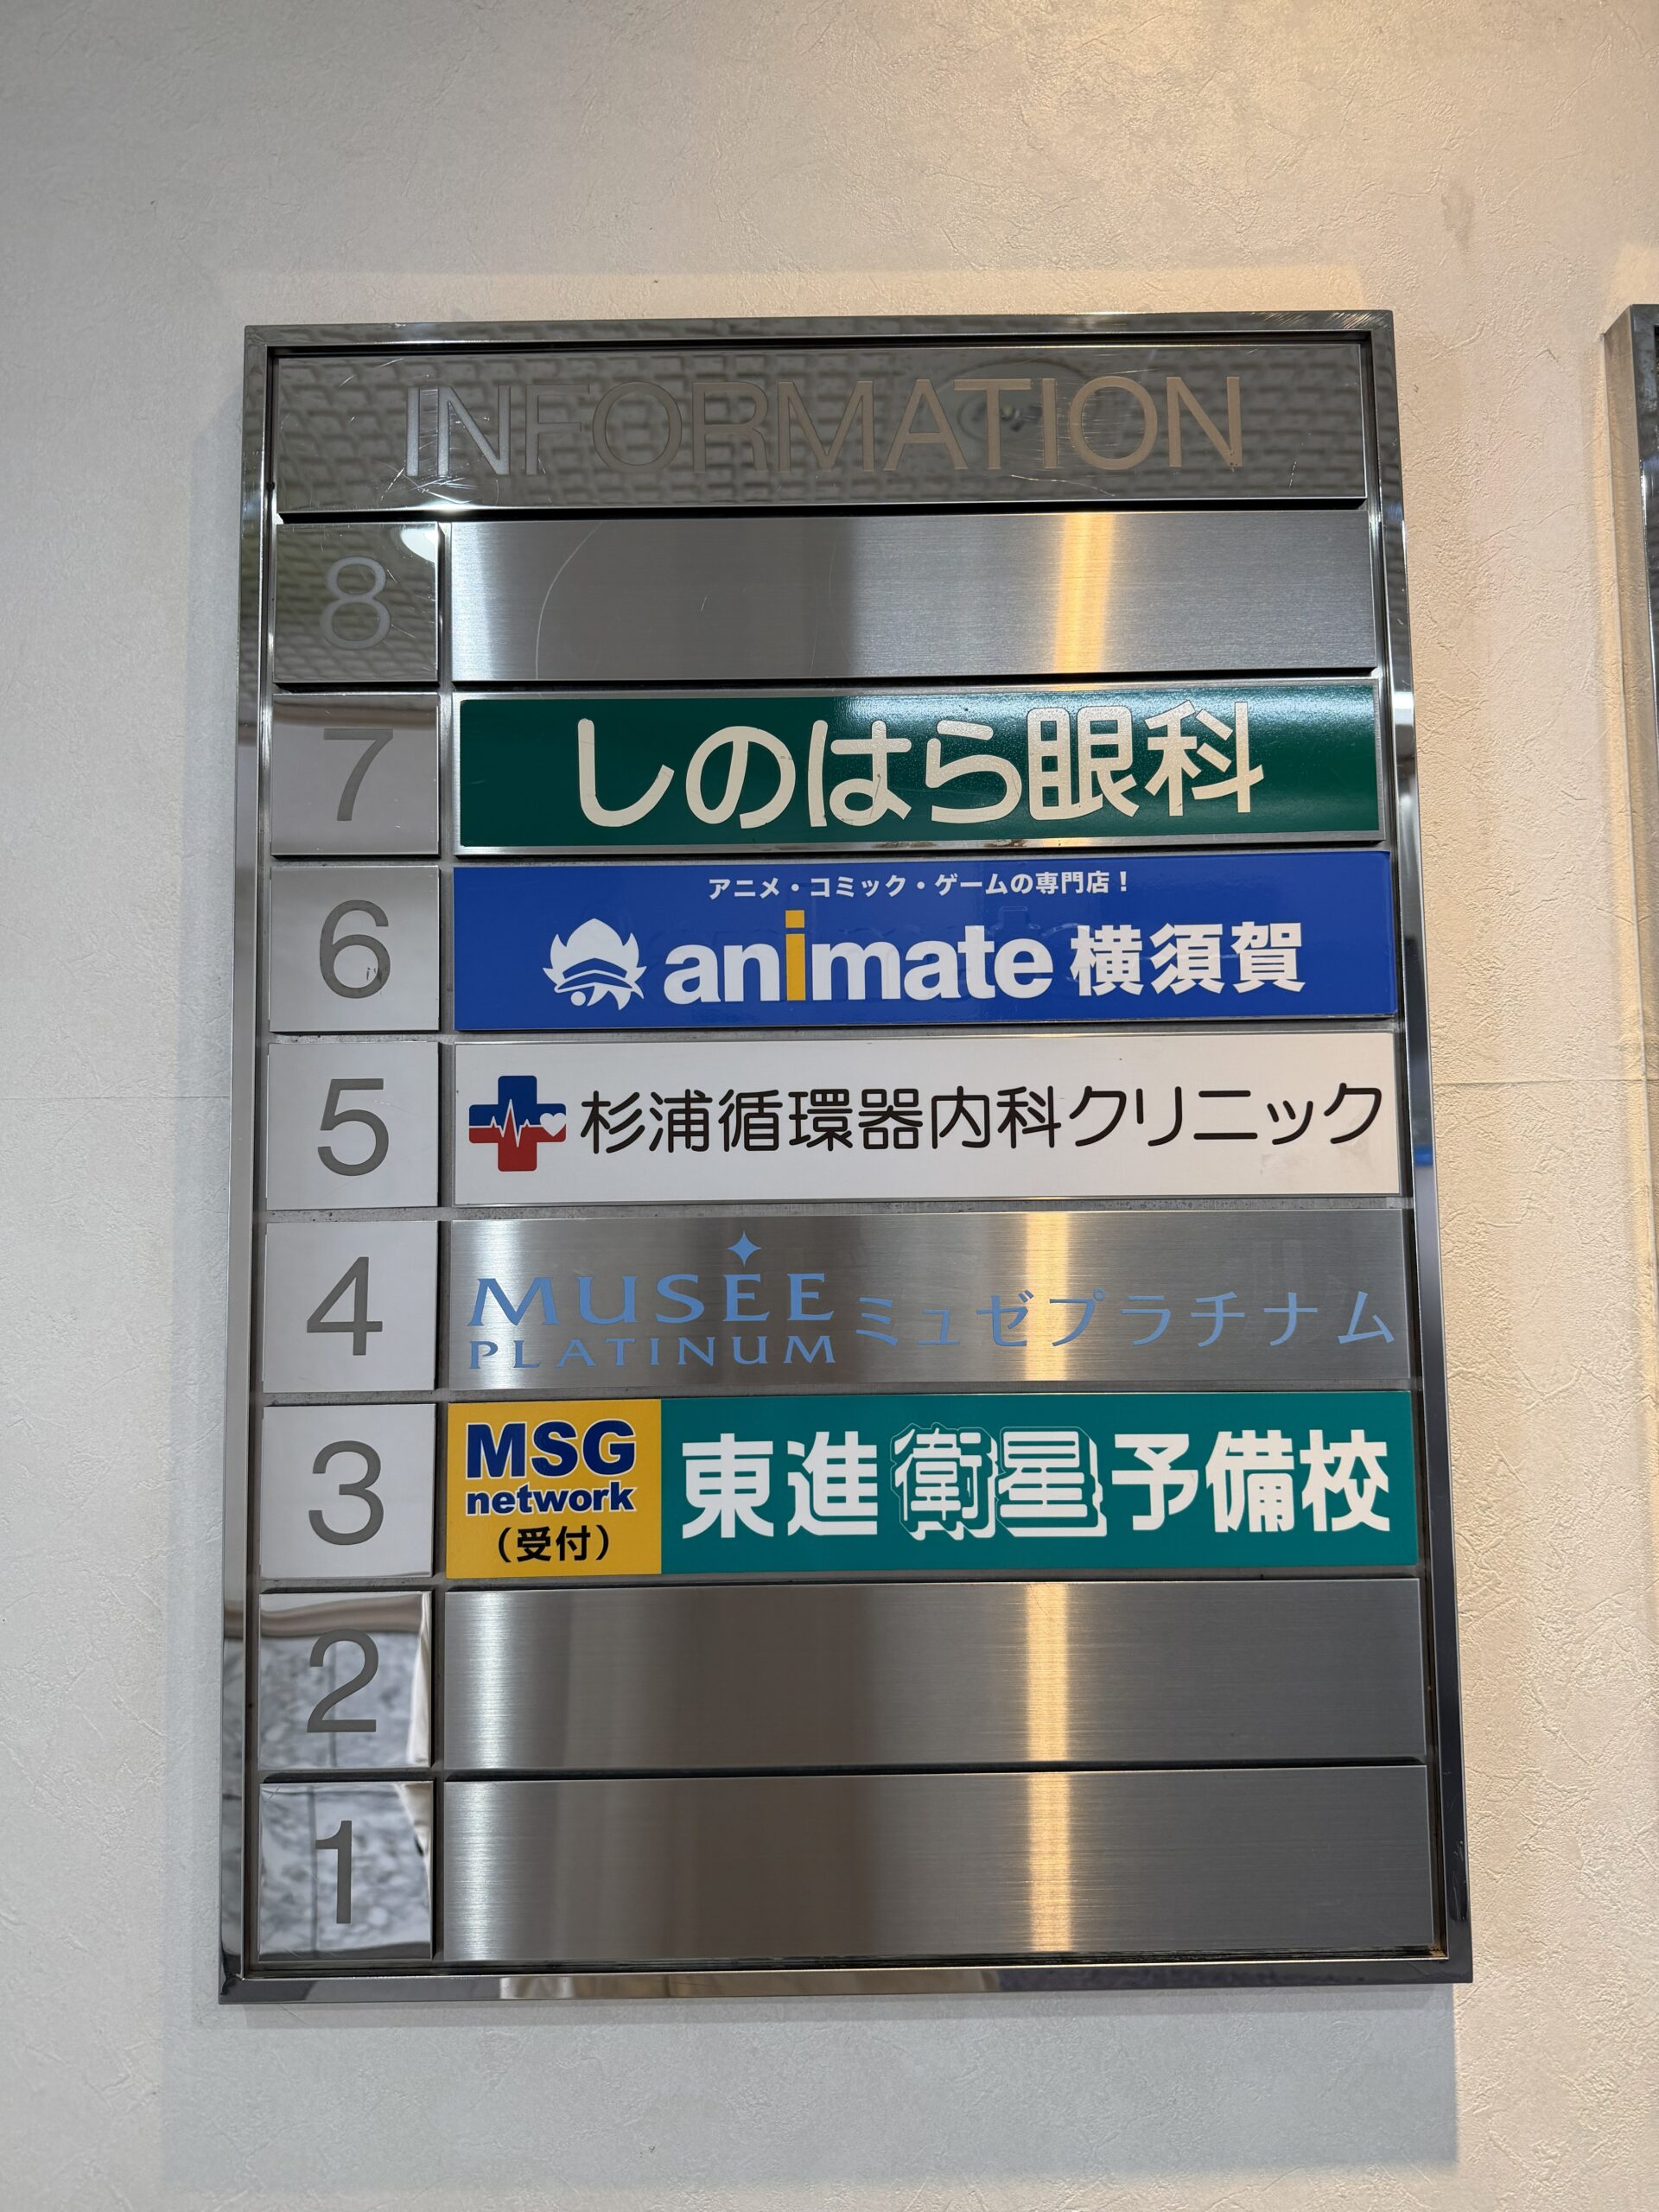 INFORMATION
8
7 しのはら眼科
6 アニメ・コミック・ゲームの専門店！
animate 横須賀
5 杉浦循環器内科クリニック
4 MUSÉE
PLATINUM ミュゼプラチナム
3 MSG
network
（受付） 東進衛星予備校
2
1